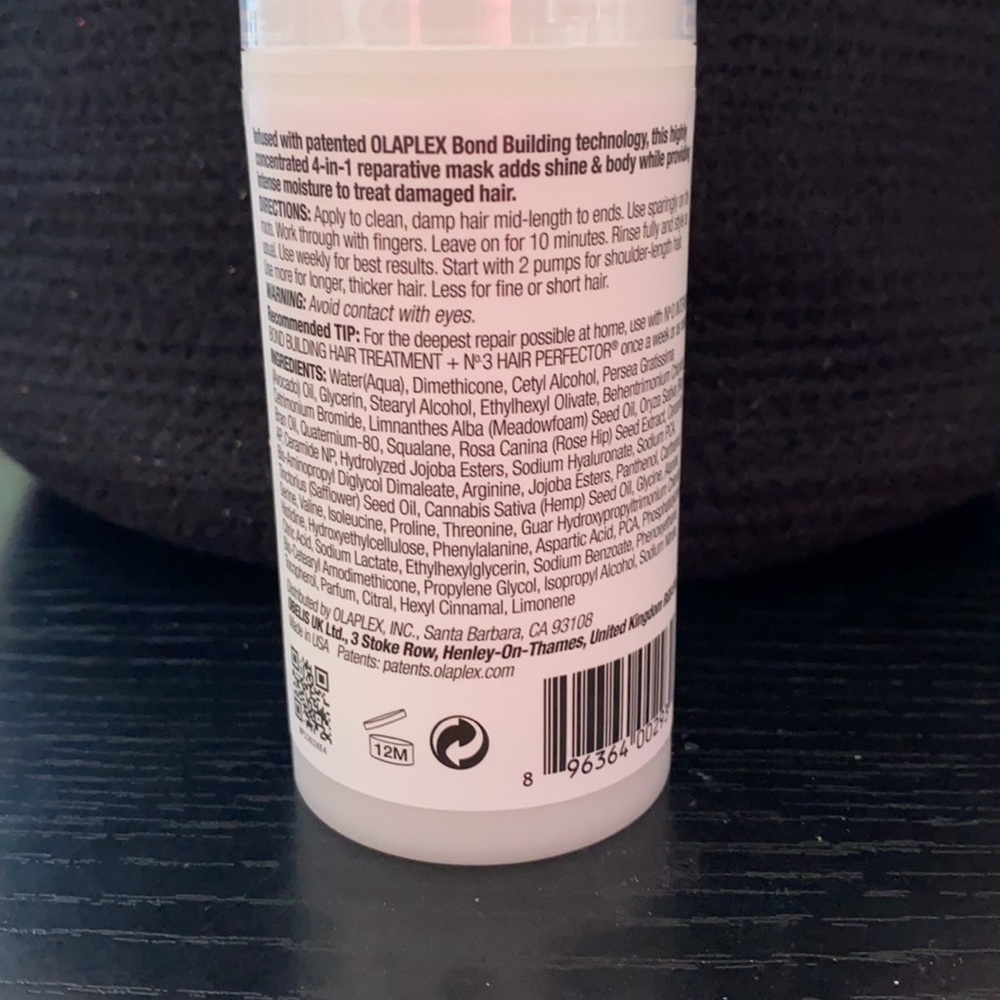 Infused with patented OLAPLEX Bond Building technology, this highly
concentrated 4-in-1 reparative mask adds shine & body while providing
intense moisture to treat damaged hair.
DIRECTIONS: Apply to clean, damp hair mid-length to ends. Use sparingly on the
roots. Work through with fingers. Leave on for 10 minutes. Rinse fully and style as
usual. Use weekly for best results. Start with 2 pumps for shoulder-length hair.
Use more for longer, thicker hair. Less for fine or short hair.
WARNING: Avoid contact with eyes.
Recommended TIP: For the deepest repair possible at home, use with Nº0
BOND BUILDING HAIR TREATMENT + Nº3 HAIR PERFECTOR® once a week
INGREDIENTS: Water(Aqua), Dimethicone, Cetyl Alcohol, Persea Gratissima
(Avocado) Oil, Glycerin, Stearyl Alcohol, Ethylhexyl Olivate, Behentrimonium
Cetrimonium Bromide, Limnanthes Alba (Meadowfoam) Seed Oil, Oryza Sativa
Bran Oil, Quaternium-80, Squalane, Rosa Canina (Rose Hip) Seed Extract,
AP, Ceramide NP, Hydrolyzed Jojoba Esters, Sodium Hyaluronate, Sodium PCA,
Bis-Aminopropyl Diglycol Dimaleate, Arginine, Jojoba Esters, Panthenol,
Tinctorius (Safflower) Seed Oil, Cannabis Sativa (Hemp) Seed Oil, Glycine,
Serine, Valine, Isoleucine, Proline, Threonine, Guar Hydroxypropyltrimonium
Histidine, Hydroxyethylcellulose, Phenylalanine, Aspartic Acid, PCA,
Citric Acid, Sodium Lactate, Ethylhexylglycerin, Sodium Benzoate,
Bis-Cetearyl Amodimethicone, Propylene Glycol, Isopropyl Alcohol, Sodium
Tocopherol, Parfum, Citral, Hexyl Cinnamal, Limonene
Distributed by OLAPLEX, INC., Santa Barbara, CA 93108
OBELIS UK Ltd., 3 Stoke Row, Henley-On-Thames, United Kingdom
Made in USA Patents: patents.olaplex.com
12M
8 96364 002